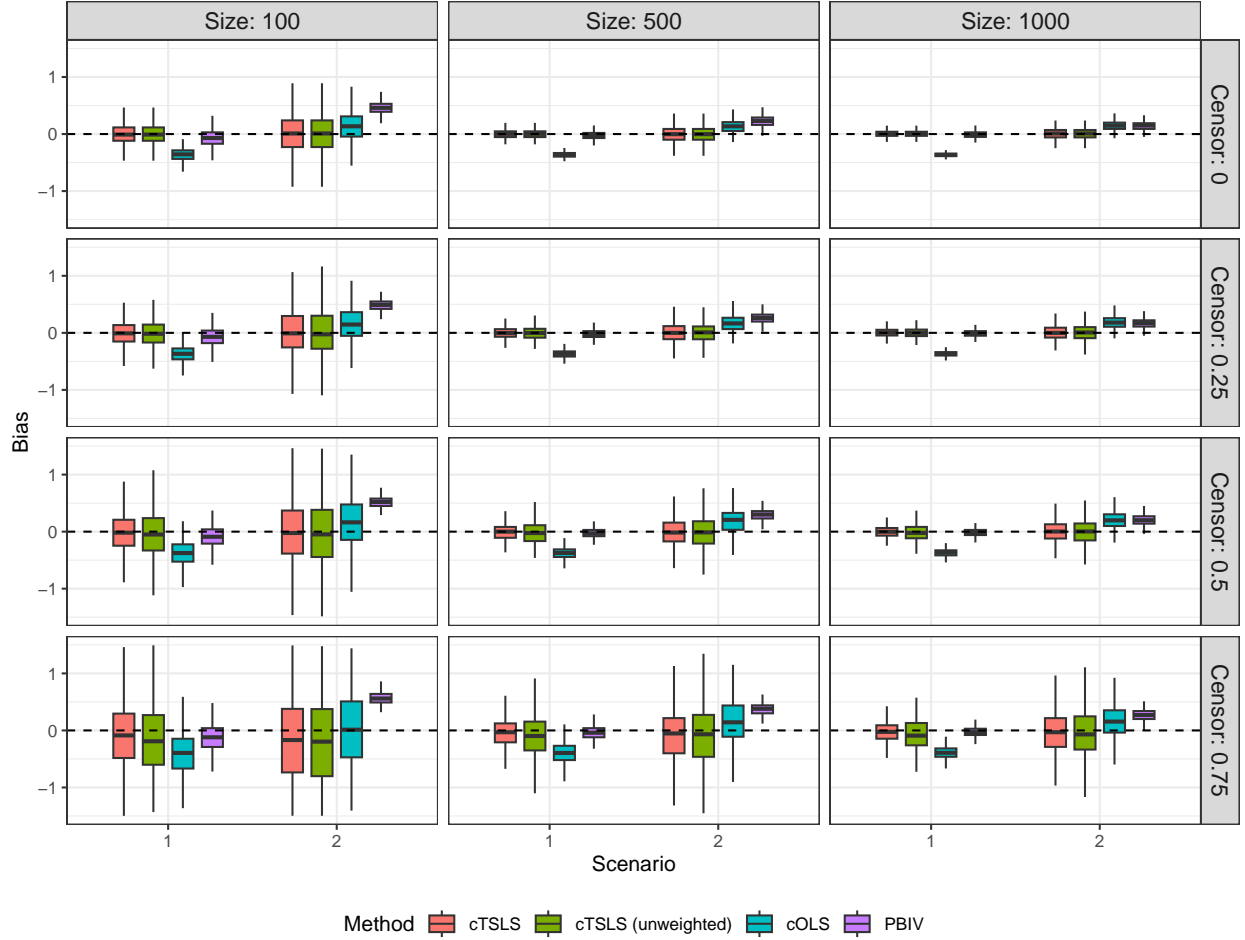 Size: 100 Size: 500 Size: 1000
1
0
−1
Censor: 0
1
0
−1
Censor: 0.25
1
0
−1
Censor: 0.5
1
0
−1
Censor: 0.75
Bias
1 2 1 2 1 2
Scenario
Method cTSLS cTSLS (unweighted) cOLS PBIV